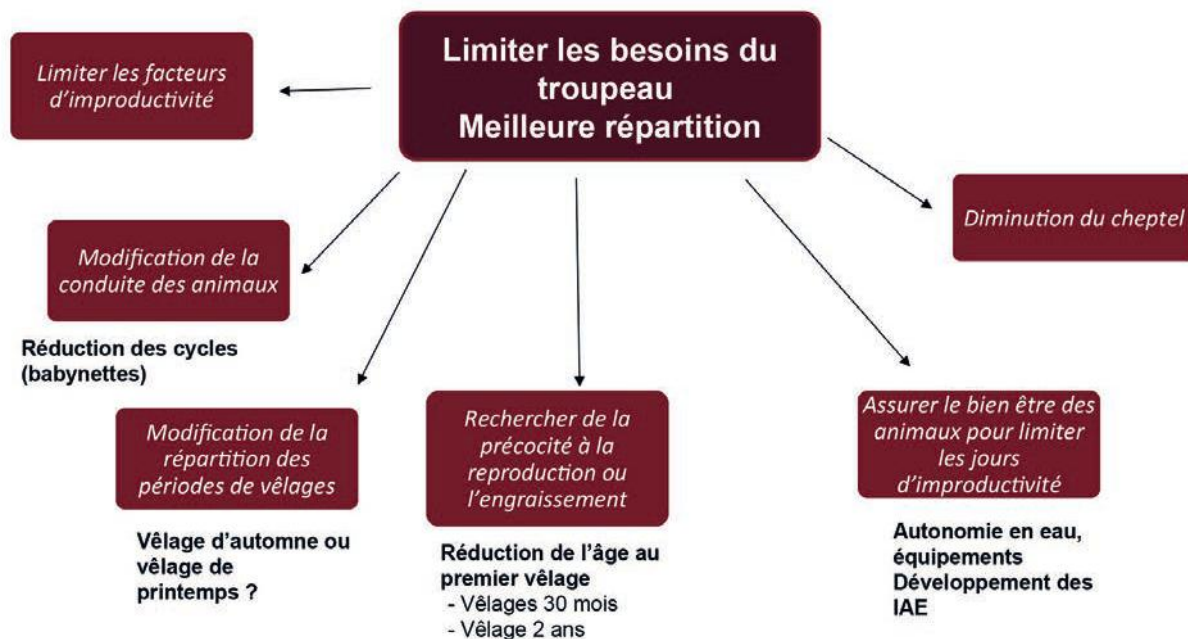 Limiter les besoins du
troupeau
Meilleure répartition
Limiter les facteurs
d'improductivité
Diminution du cheptel
Modification de la
conduite des animaux
Réduction des cycles
(babynettes)
Modification de la
répartition des
périodes de vêlages
Vêlage d'automne ou
vêlage de
printemps ?
Rechercher de la
précocité à la
reproduction ou
l'engraissement
Réduction de l'âge au
premier vêlage
- Vêlages 30 mois
- Vêlage 2 ans
Assurer le bien être des
animaux pour limiter
les jours
d'improductivité
Autonomie en eau,
équipements
Développement des
IAE